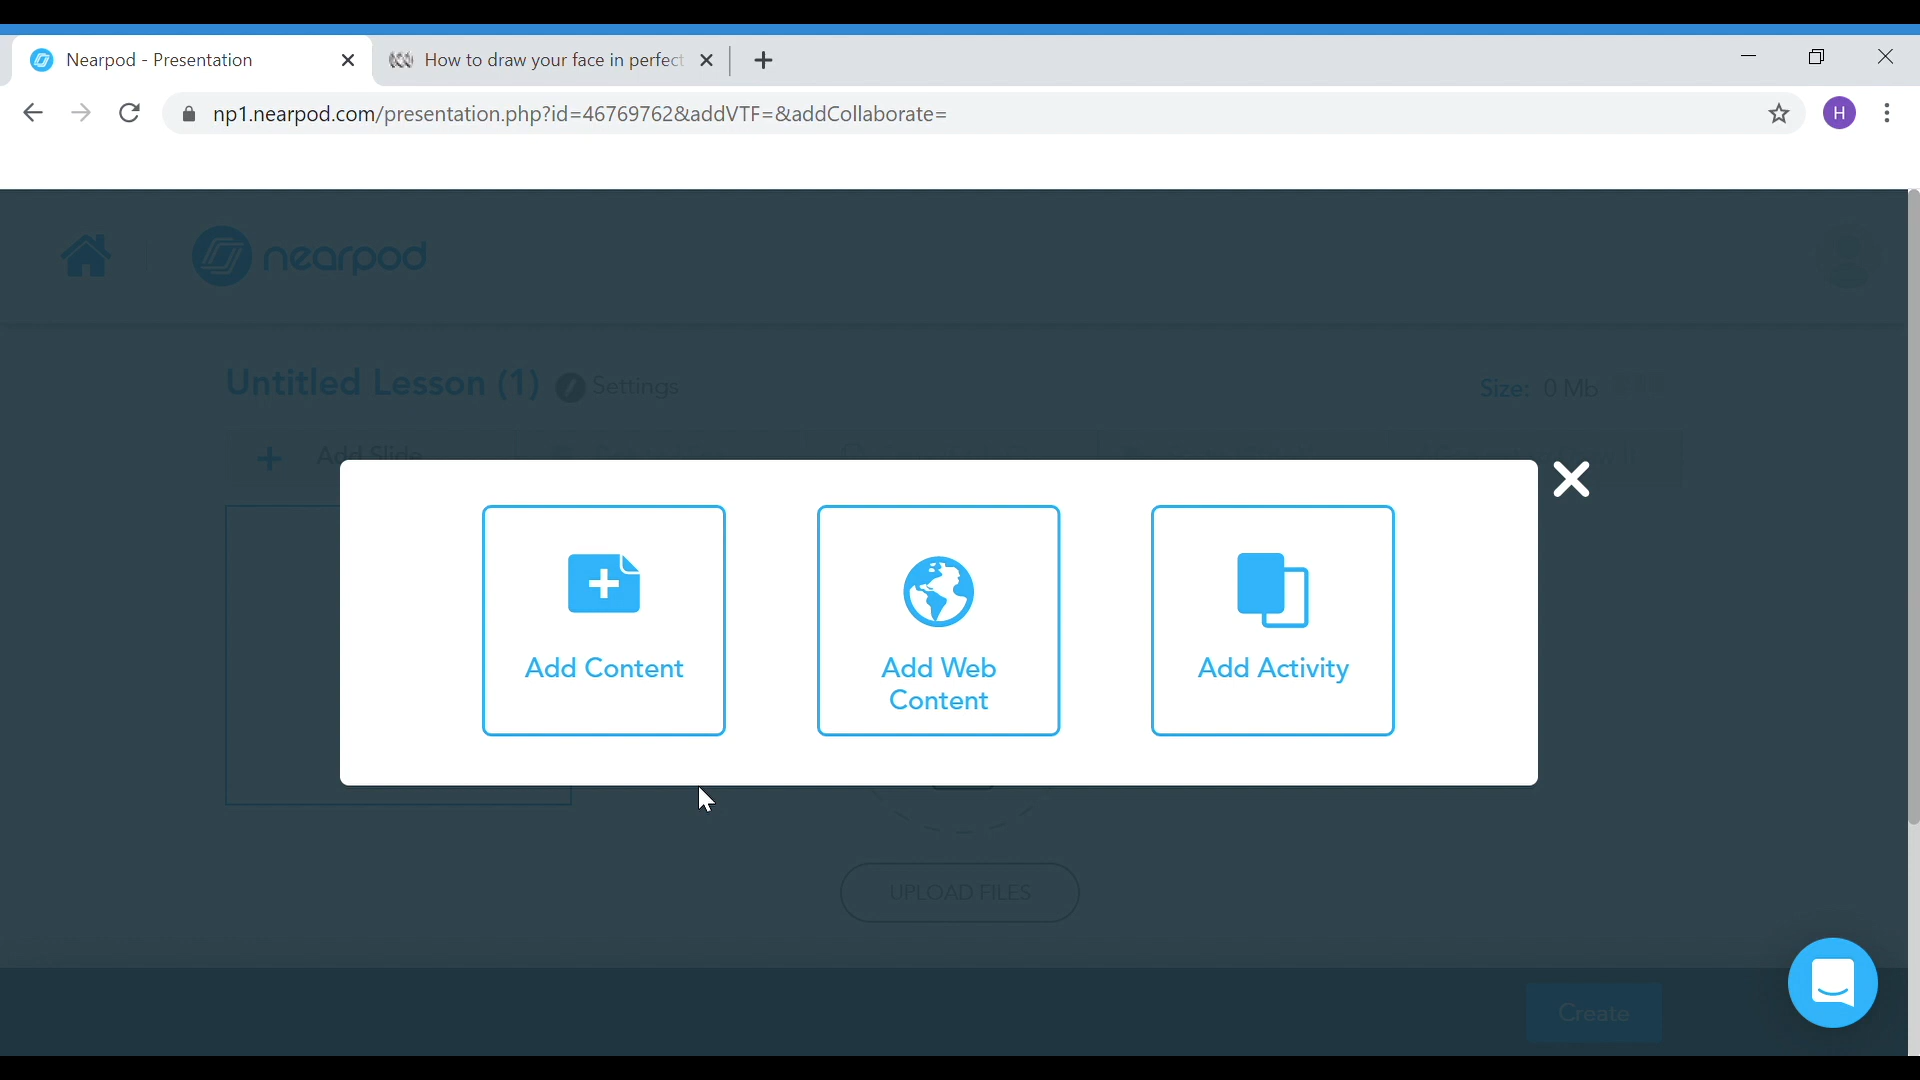 Nearpod - Presentation
How to draw your face in perfect
np1.nearpod.com/presentation.php?id=46769762&addVTF=&addCollaborate=
H
nearpod
Untitled Lesson (1) Settings
Size: 0 Mb
Add Slide
Add Content
Add Web
Content
Add Activity
UPLOAD FILES
Create